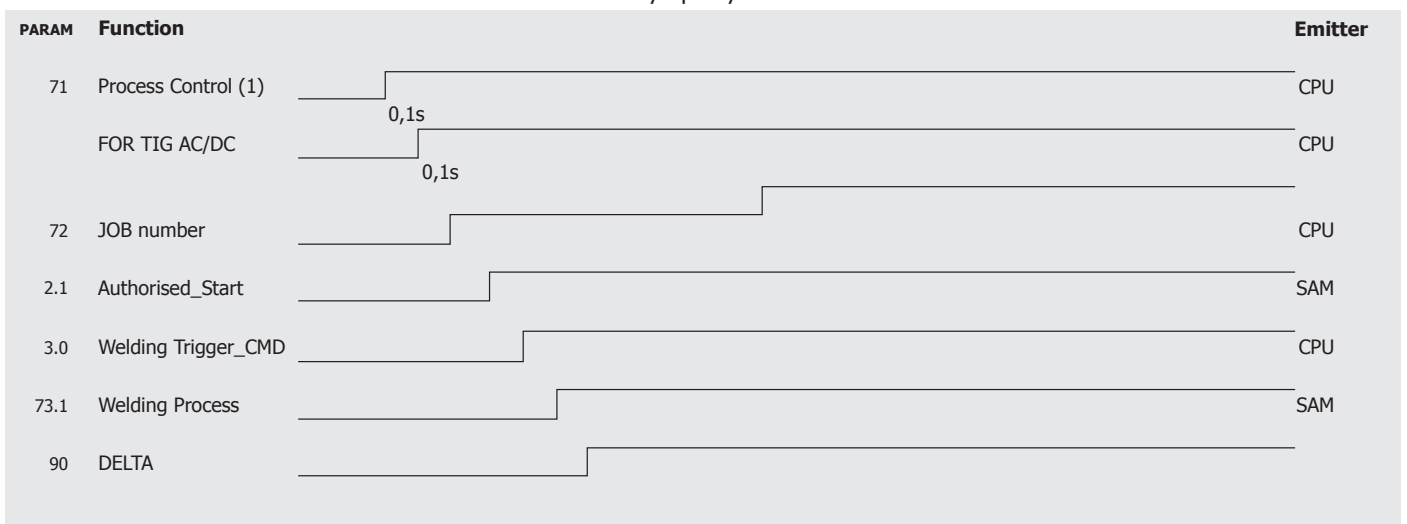 PARAM Function Emitter
71 Process Control (1) CPU
0,1s
FOR TIG AC/DC CPU
0,1s
72 JOB number CPU
2.1 Authorised_Start SAM
3.0 Welding Trigger_CMD CPU
73.1 Welding Process SAM
90 DELTA